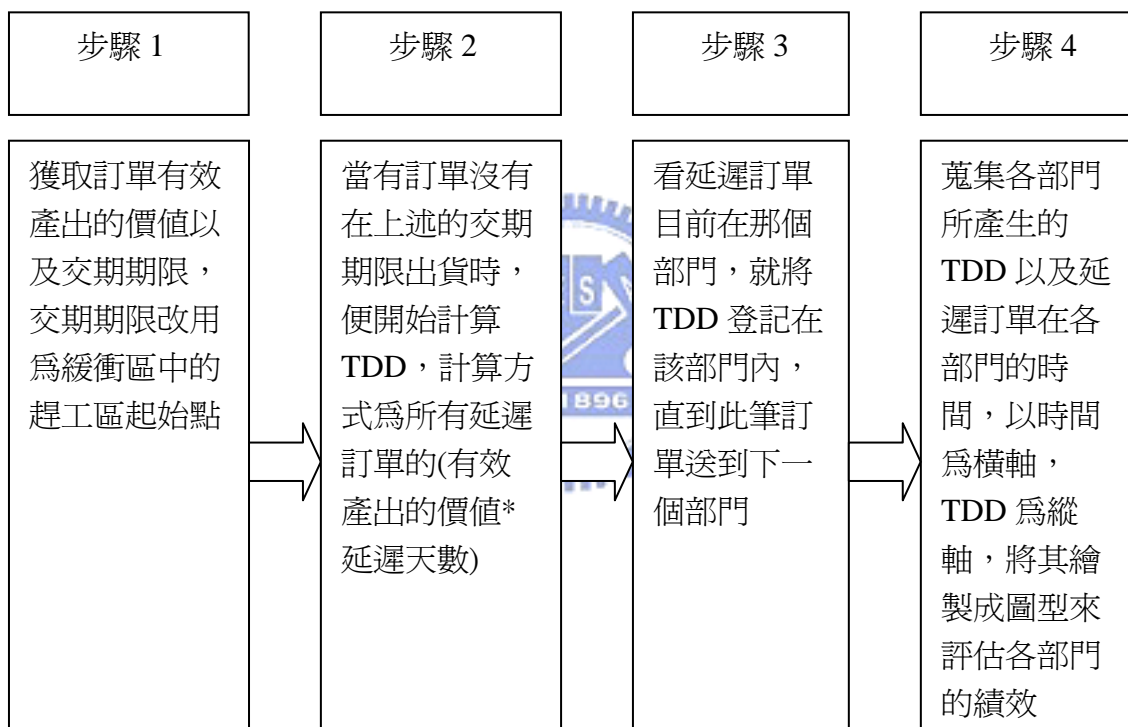 步驟 1
獲取訂單有效
產出的價值以
及交期期限，
交期期限改用
為緩衝區中的
趕工區起始點
步驟 2
當有訂單沒有
在上述的交期
期限出貨時，
便開始計算
TDD，計算方
式為所有延遲
訂單的(有效
產出的價值*
延遲天數)
步驟 3
看延遲訂單
目前在那個
部門，就將
TDD 登記在
該部門內，
直到此筆訂
單送到下一
個部門
步驟 4
蒐集各部門
所產生的
TDD 以及延
遲訂單在各
部門的時
間，以時間
為橫軸，
TDD 為縱
軸，將其繪
製成圖型來
評估各部門
的績效
ES
1896